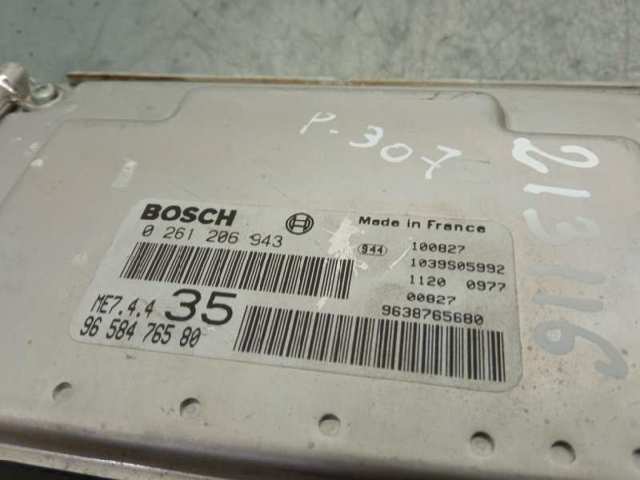 P.307
213116
BOSCH
Made in France
0 261 206 943
944
100827
1039S05992
1120 0977
00827
ME7.4.4 35
9638765680
96 584 765 80